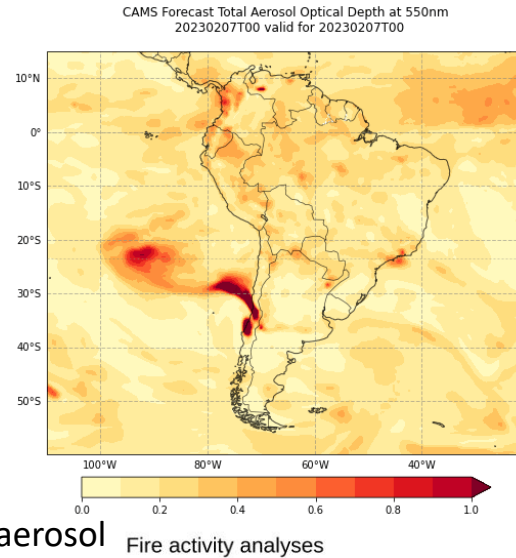 CAMS Forecast Total Aerosol Optical Depth at 550nm
20230207T00 valid for 20230207T00
10°N
0°
10°S
20°S
30°S
40°S
50°S
100°W 80°W 60°W 40°W
0.0 0.2 0.4 0.6 0.8 1.0
aerosol
Fire activity analyses